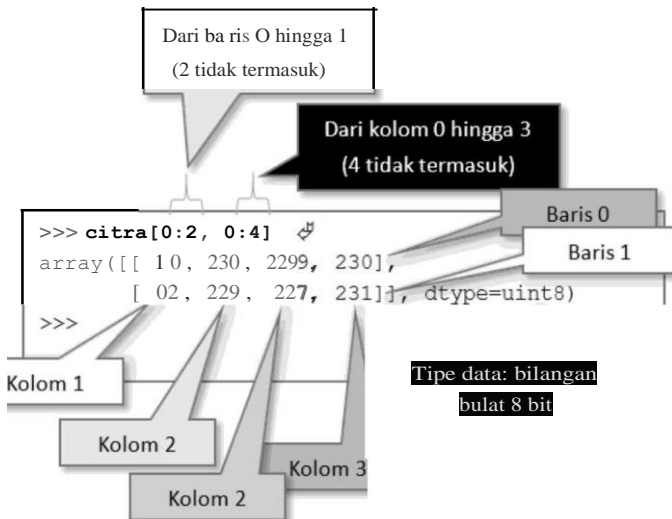 Dari ba ris O hingga 1
(2 tidak termasuk)
Dari kolom 0 hingga 3
(4 tidak termasuk)
>>> citra[0:2, 0:4]
Baris 0
array([[ 10, 230, 2299, 230],
Baris 1
[ 02, 229, 227, 231]], dtype=uint8)
>>>
Kolom 1
Tipe data: bilangan
bulat 8 bit
Kolom 2
Kolom 3
Kolom 2